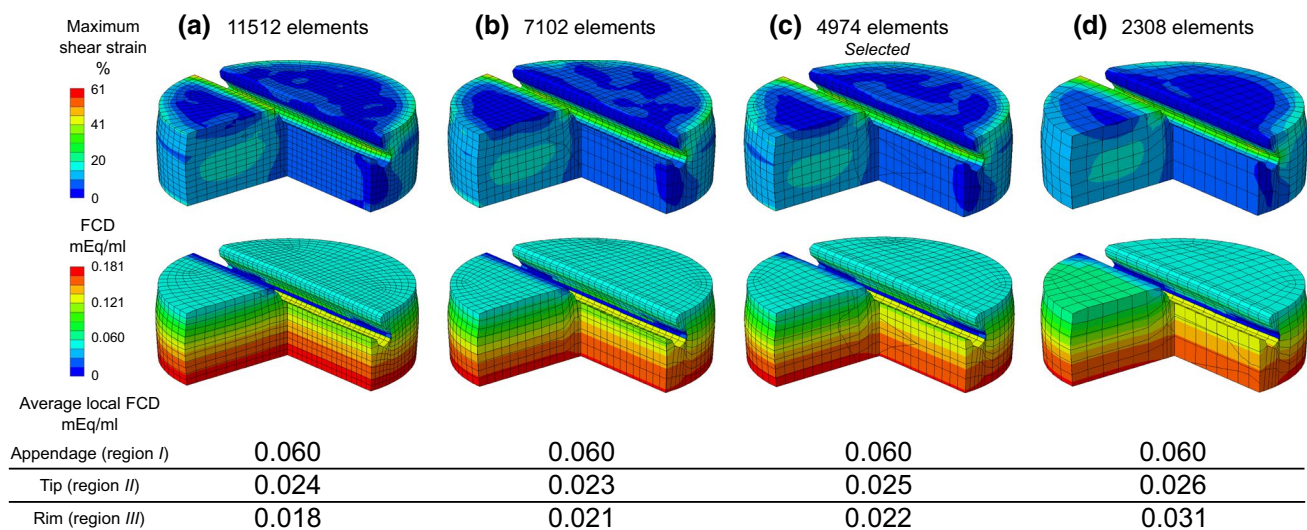 (a) 11512 elements
(b) 7102 elements
(c) 4974 elements
Selected
(d) 2308 elements
Maximum
shear strain
%
61
41
20
0
FCD
mEq/ml
0.181
0.121
0.060
0
Average local FCD
mEq/ml
Appendage (region I) 0.060 0.060 0.060 0.060
Tip (region II) 0.024 0.023 0.025 0.026
Rim (region III) 0.018 0.021 0.022 0.031